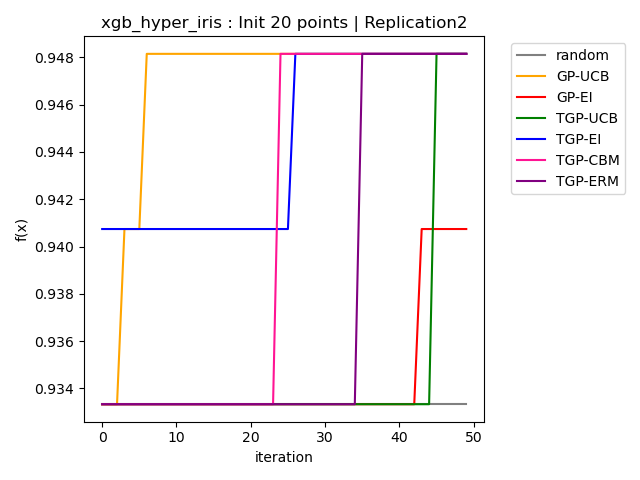 xgb_hyper_iris : Init 20 points | Replication2
f(x)
0.948
0.946
0.944
0.942
0.940
0.938
0.936
0.934
0 10 20 30 40 50
iteration
random
GP-UCB
GP-EI
TGP-UCB
TGP-EI
TGP-CBM
TGP-ERM